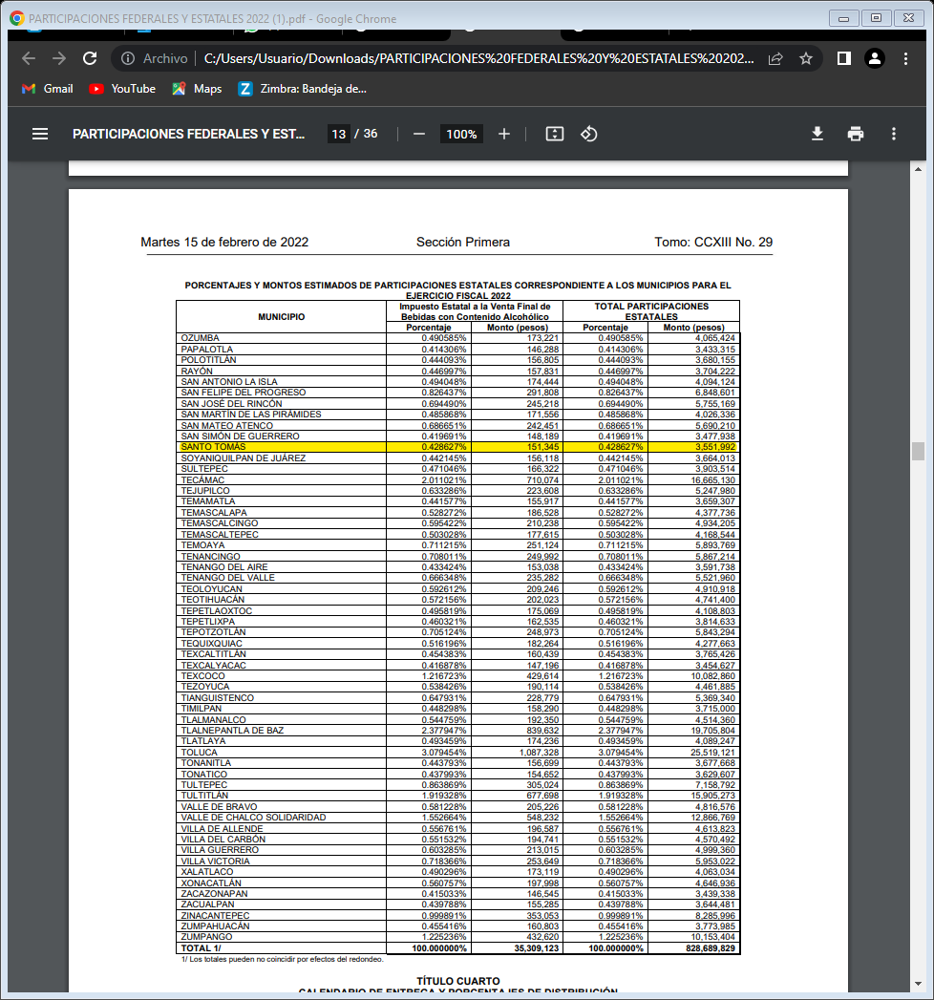 PARTICIPACIONES FEDERALES Y ESTATALES 2022 (1).pdf - Google Chrome
Archivo | C:/Users/Usuario/Downloads/PARTICIPACIONES%20FEDERALES%20Y%20ESTATALES%20202...
Gmail YouTube Maps Zimbra: Bandeja de...
PARTICIPACIONES FEDERALES Y EST... 13 / 36 — 100% +
Martes 15 de febrero de 2022 Sección Primera Tomo: CCXIII No. 29
PORCENTAJES Y MONTOS ESTIMADOS DE PARTICIPACIONES ESTATALES CORRESPONDIENTE A LOS MUNICIPIOS PARA EL
EJERCICIO FISCAL 2022
MUNICIPIO Impuesto Estatal a la Venta Final de Bebidas con Contenido Alcohólico TOTAL PARTICIPACIONES ESTATALES
Porcentaje Monto (pesos) Porcentaje Monto (pesos)
OZUMBA 0.490585% 173,221 0.490585% 4,065,424
PAPALOTLA 0.414306% 146,288 0.414306% 3,433,315
POLOTITLÁN 0.444093% 156,805 0.444093% 3,680,155
RAYÓN 0.446997% 157,831 0.446997% 3,704,222
SAN ANTONIO LA ISLA 0.494048% 174,444 0.494048% 4,094,124
SAN FELIPE DEL PROGRESO 0.826437% 291,808 0.826437% 6,848,601
SAN JOSÉ DEL RINCÓN 0.694490% 245,218 0.694490% 5,755,169
SAN MARTÍN DE LAS PIRÁMIDES 0.485868% 171,556 0.485868% 4,026,336
SAN MATEO ATENCO 0.686651% 242,451 0.686651% 5,690,210
SAN SIMÓN DE GUERRERO 0.419691% 148,189 0.419691% 3,477,938
SANTO TOMÁS 0.428627% 151,345 0.428627% 3,551,992
SOYANIQUILPAN DE JUÁREZ 0.442145% 156,118 0.442145% 3,664,013
SULTEPEC 0.471046% 166,322 0.471046% 3,903,514
TECÁMAC 2.011021% 710,074 2.011021% 16,665,130
TEJUPILCO 0.633286% 223,608 0.633286% 5,247,980
TEMAMATLA 0.441577% 155,917 0.441577% 3,659,307
TEMASCALAPA 0.528272% 186,528 0.528272% 4,377,736
TEMASCALCINGO 0.595422% 210,238 0.595422% 4,934,205
TEMASCALTEPEC 0.503028% 177,615 0.503028% 4,168,544
TEMOAYA 0.711215% 251,124 0.711215% 5,893,769
TENANCINGO 0.708011% 249,992 0.708011% 5,867,214
TENANGO DEL AIRE 0.433424% 153,038 0.433424% 3,591,738
TENANGO DEL VALLE 0.666348% 235,282 0.666348% 5,521,960
TEOLOYUCAN 0.592612% 209,246 0.592612% 4,910,918
TEOTIHUACÁN 0.572156% 202,023 0.572156% 4,741,400
TEPETLAOXTOC 0.495819% 175,069 0.495819% 4,108,803
TEPETLIXPA 0.460321% 162,535 0.460321% 3,814,633
TEPOTZOTLÁN 0.705124% 248,973 0.705124% 5,843,294
TEQUIXQUIAC 0.516196% 182,264 0.516196% 4,277,663
TEXCALTITLÁN 0.454383% 160,439 0.454383% 3,765,426
TEXCALYACAC 0.416878% 147,196 0.416878% 3,454,627
TEXCOCO 1.216723% 429,614 1.216723% 10,082,860
TEZOYUCA 0.538426% 190,114 0.538426% 4,461,885
TIANGUISTENCO 0.647931% 228,779 0.647931% 5,369,340
TIMILPAN 0.448298% 158,290 0.448298% 3,715,000
TLALMANALCO 0.544759% 192,350 0.544759% 4,514,360
TLALNEPANTLA DE BAZ 2.377947% 839,632 2.377947% 19,705,804
TLATLAYA 0.493459% 174,236 0.493459% 4,089,247
TOLUCA 3.079454% 1,087,328 3.079454% 25,519,121
TONANITLA 0.443793% 156,699 0.443793% 3,677,668
TONATICO 0.437993% 154,652 0.437993% 3,629,607
TULTEPEC 0.863869% 305,024 0.863869% 7,158,792
TULTITLÁN 1.919328% 677,698 1.919328% 15,905,273
VALLE DE BRAVO 0.581228% 205,226 0.581228% 4,816,576
VALLE DE CHALCO SOLIDARIDAD 1.552664% 548,232 1.552664% 12,866,769
VILLA DE ALLENDE 0.556761% 196,587 0.556761% 4,613,823
VILLA DEL CARBÓN 0.551532% 194,741 0.551532% 4,570,492
VILLA GUERRERO 0.603285% 213,015 0.603285% 4,999,360
VILLA VICTORIA 0.718366% 253,649 0.718366% 5,953,022
XALATLACO 0.490296% 173,119 0.490296% 4,063,034
XONACATLÁN 0.560757% 197,998 0.560757% 4,646,936
ZACAZONAPAN 0.415033% 146,545 0.415033% 3,439,338
ZACUALPAN 0.439788% 155,285 0.439788% 3,644,481
ZINACANTEPEC 0.999891% 353,053 0.999891% 8,285,996
ZUMPAHUACÁN 0.455416% 160,803 0.455416% 3,773,985
ZUMPANGO 1.225236% 432,620 1.225236% 10,153,404
TOTAL 1/ 100.000000% 35,309,123 100.000000% 828,689,829
1/ Los totales pueden no coincidir por efectos del redondeo.
TÍTULO CUARTO
CALENDARIO DE ENTREGA Y PORCENTAJES DE DISTRIBUCIÓN